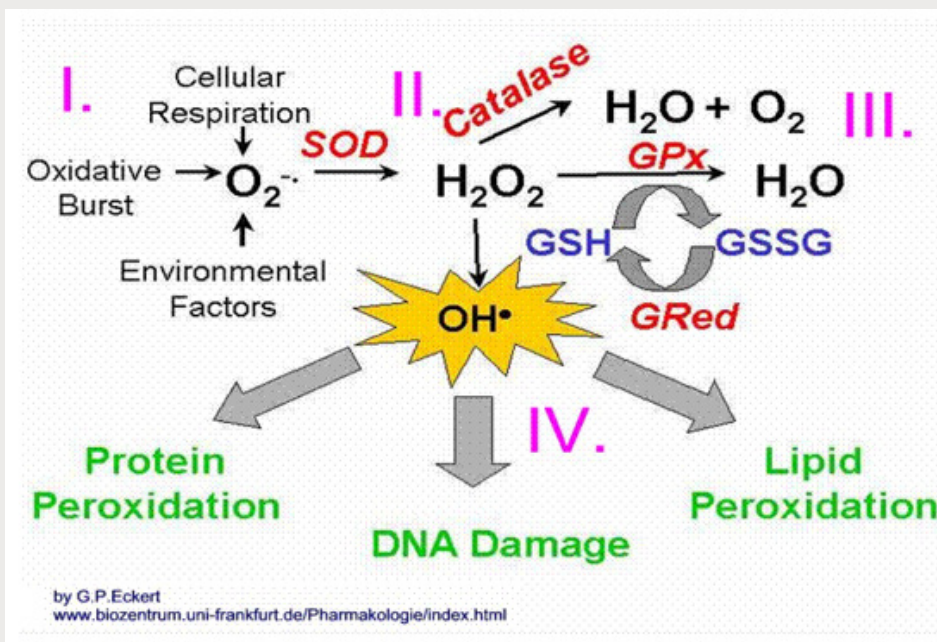 I.
Cellular
Respiration
Oxidative
Burst
O₂⁻·
Environmental
Factors
SOD
II.
Catalase
H₂O₂
H₂O + O₂
III.
GPx
H₂O
GSH
GSSG
GRed
OH•
IV.
Protein
Peroxidation
DNA Damage
Lipid
Peroxidation
by G.P.Eckert
www.biozentrum.uni-frankfurt.de/Pharmakologie/index.html